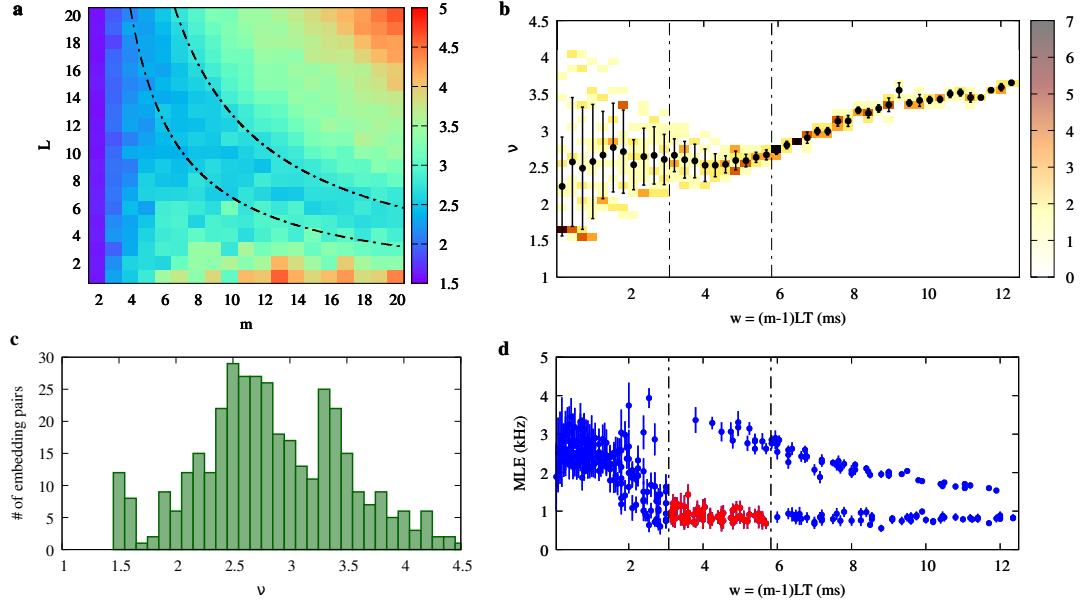 a
L
20
18
16
14
12
10
8
6
4
2
2 4 6 8 10 12 14 16 18 20
m
5
4.5
4
3.5
3
2.5
2
1.5
b
ν
4.5
4
3.5
3
2.5
2
1.5
1
2 4 6 8 10 12
w = (m-1)LT (ms)
7
6
5
4
3
2
1
0
c
# of embedding pairs
30
25
20
15
10
5
0
1 1.5 2 2.5 3 3.5 4 4.5
ν
d
MLE (kHz)
5
4
3
2
1
0
2 4 6 8 10 12
w = (m-1)LT (ms)